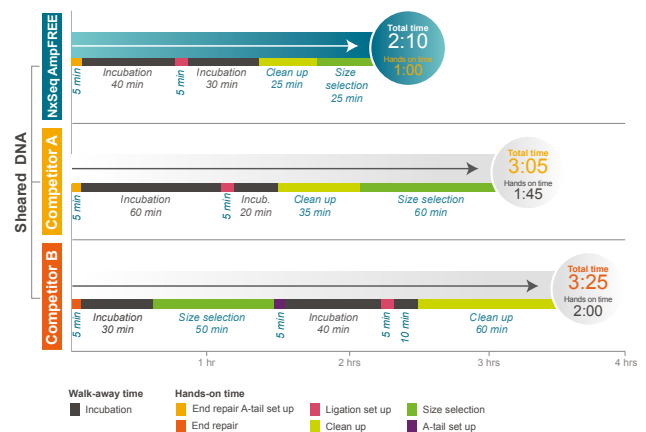 Sheared DNA
NxSeq AmpFREE
Total time
2:10
Hands on time
1:00
5 min
Incubation
40 min
5 min
Incubation
30 min
Clean up
25 min
Size
selection
25 min
Competitor A
Total time
3:05
Hands on time
1:45
5 min
Incubation
60 min
5 min
Incub.
20 min
Clean up
35 min
Size selection
60 min
Competitor B
Total time
3:25
Hands on time
2:00
5 min
Incubation
30 min
Size selection
50 min
5 min
Incubation
40 min
5 min
10 min
Clean up
60 min
1 hr
2 hrs
3 hrs
4 hrs
Walk-away time
Incubation
Hands-on time
End repair A-tail set up
End repair
Ligation set up
Clean up
Size selection
A-tail set up